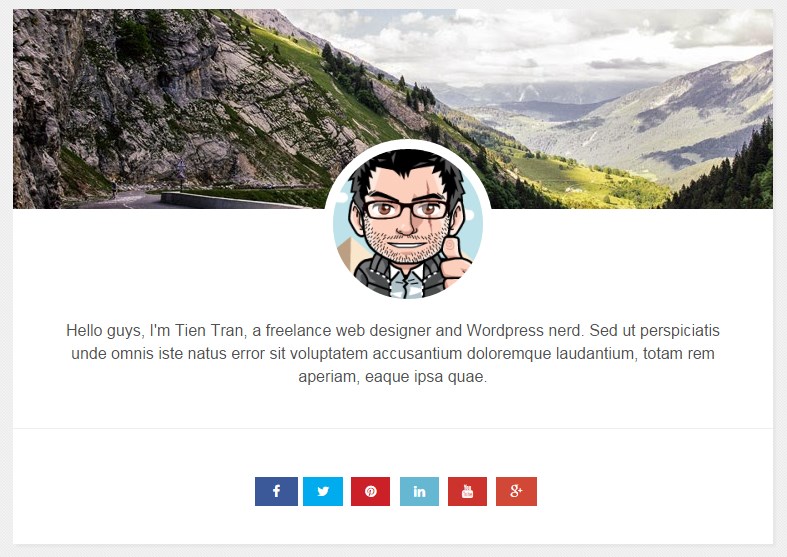 Hello guys, I'm Tien Tran, a freelance web designer and Wordpress nerd. Sed ut perspiciatis
unde omnis iste natus error sit voluptatem accusantium doloremque laudantium, totam rem
aperiam, eaque ipsa quae.